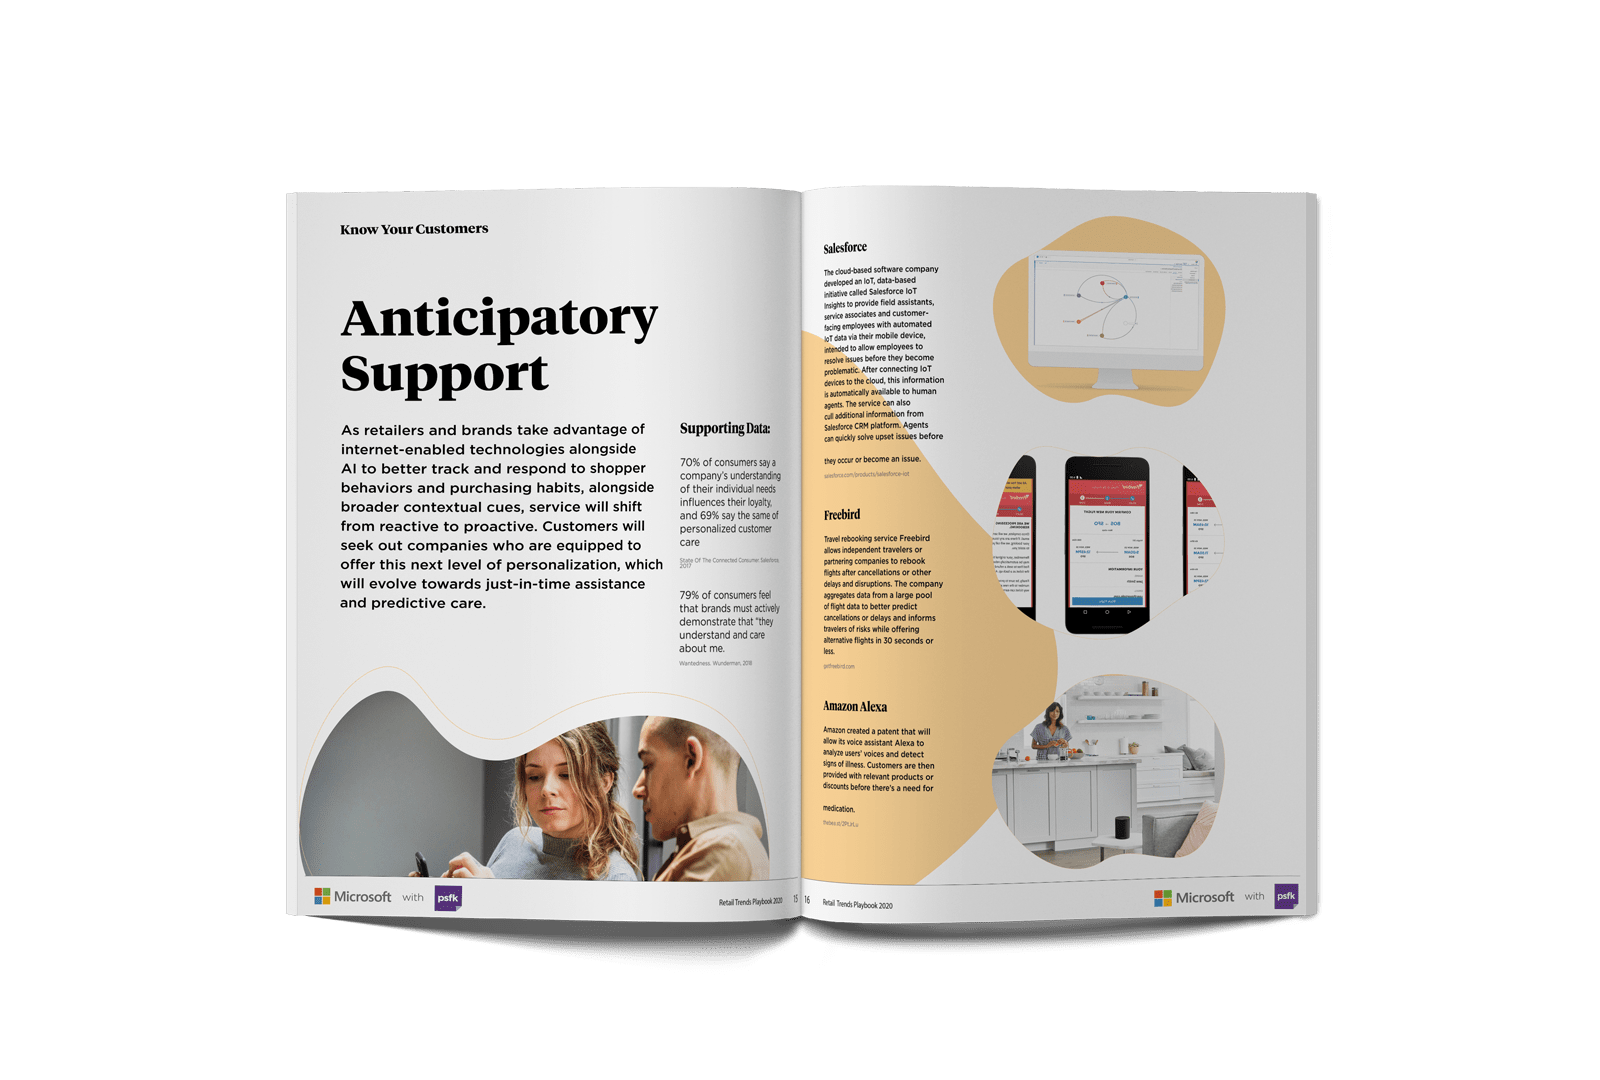 Know Your Customers
Anticipatory
Support
As retailers and brands take advantage of
internet-enabled technologies alongside
AI to better track and respond to shopper
behaviors and purchasing habits, alongside
broader contextual cues, service will shift
from reactive to proactive. Customers will
seek out companies who are equipped to
offer this next level of personalization, which
will evolve towards just-in-time assistance
and predictive care.
Supporting Data:
70% of consumers say a
company's understanding
of their individual needs
influences their loyalty,
and 69% say the same of
personalized customer
care
State Of The Connected Consumer. Salesforce,
2017
79% of consumers feel
that brands must actively
demonstrate that "they
understand and care
about me.
Wantedness. Wunderman, 2018
Microsoft with psfk
Retail Trends Playbook 2020 15
Salesforce
The cloud-based software company
developed an IoT, data-based
initiative called Salesforce IoT
Insights to provide field assistants,
service associates and customer-
facing employees with automated
IoT data via their mobile device,
intended to allow employees to
resolve issues before they become
problematic. After connecting IoT
devices to the cloud, this information
is automatically available to human
agents. The service can also
cull additional information from
Salesforce CRM platform. Agents
can quickly solve upset issues before
they occur or become an issue.
salesforce.com/products/salesforce-iot
Freebird
Travel rebooking service Freebird
allows independent travelers or
partnering companies to rebook
flights after cancellations or other
delays and disruptions. The company
aggregates data from a large pool
of flight data to better predict
cancellations or delays and informs
travelers of risks while offering
alternative flights in 30 seconds or
less.
getfreebird.com
Amazon Alexa
Amazon created a patent that will
allow its voice assistant Alexa to
analyze users' voices and detect
signs of illness. Customers are then
provided with relevant products or
discounts before there's a need for
medication.
16 Retail Trends Playbook 2020
Microsoft with psfk